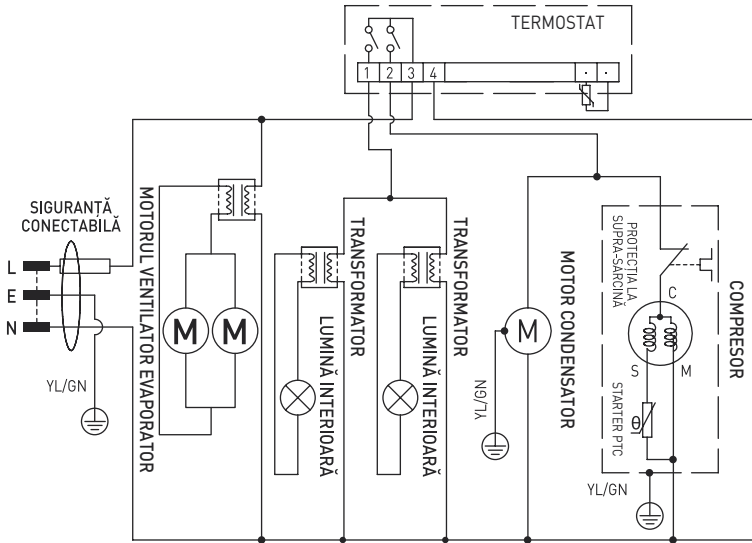 TERMOSTAT
1 2 3 4
SIGURANȚĂ
CONECTABILĂ
L
E
N
YL/GN
MOTORUL VENTILATOR EVAPORATOR
M
M
TRANSFORMATOR
LUMINĂ INTERIOARĂ
TRANSFORMATOR
LUMINĂ INTERIOARĂ
YL/GN
M
MOTOR CONDENSATOR
PROTECȚIA LA
SUPRA-SARCINĂ
C
S
M
STARTER PTC
θ
COMPRESOR
YL/GN